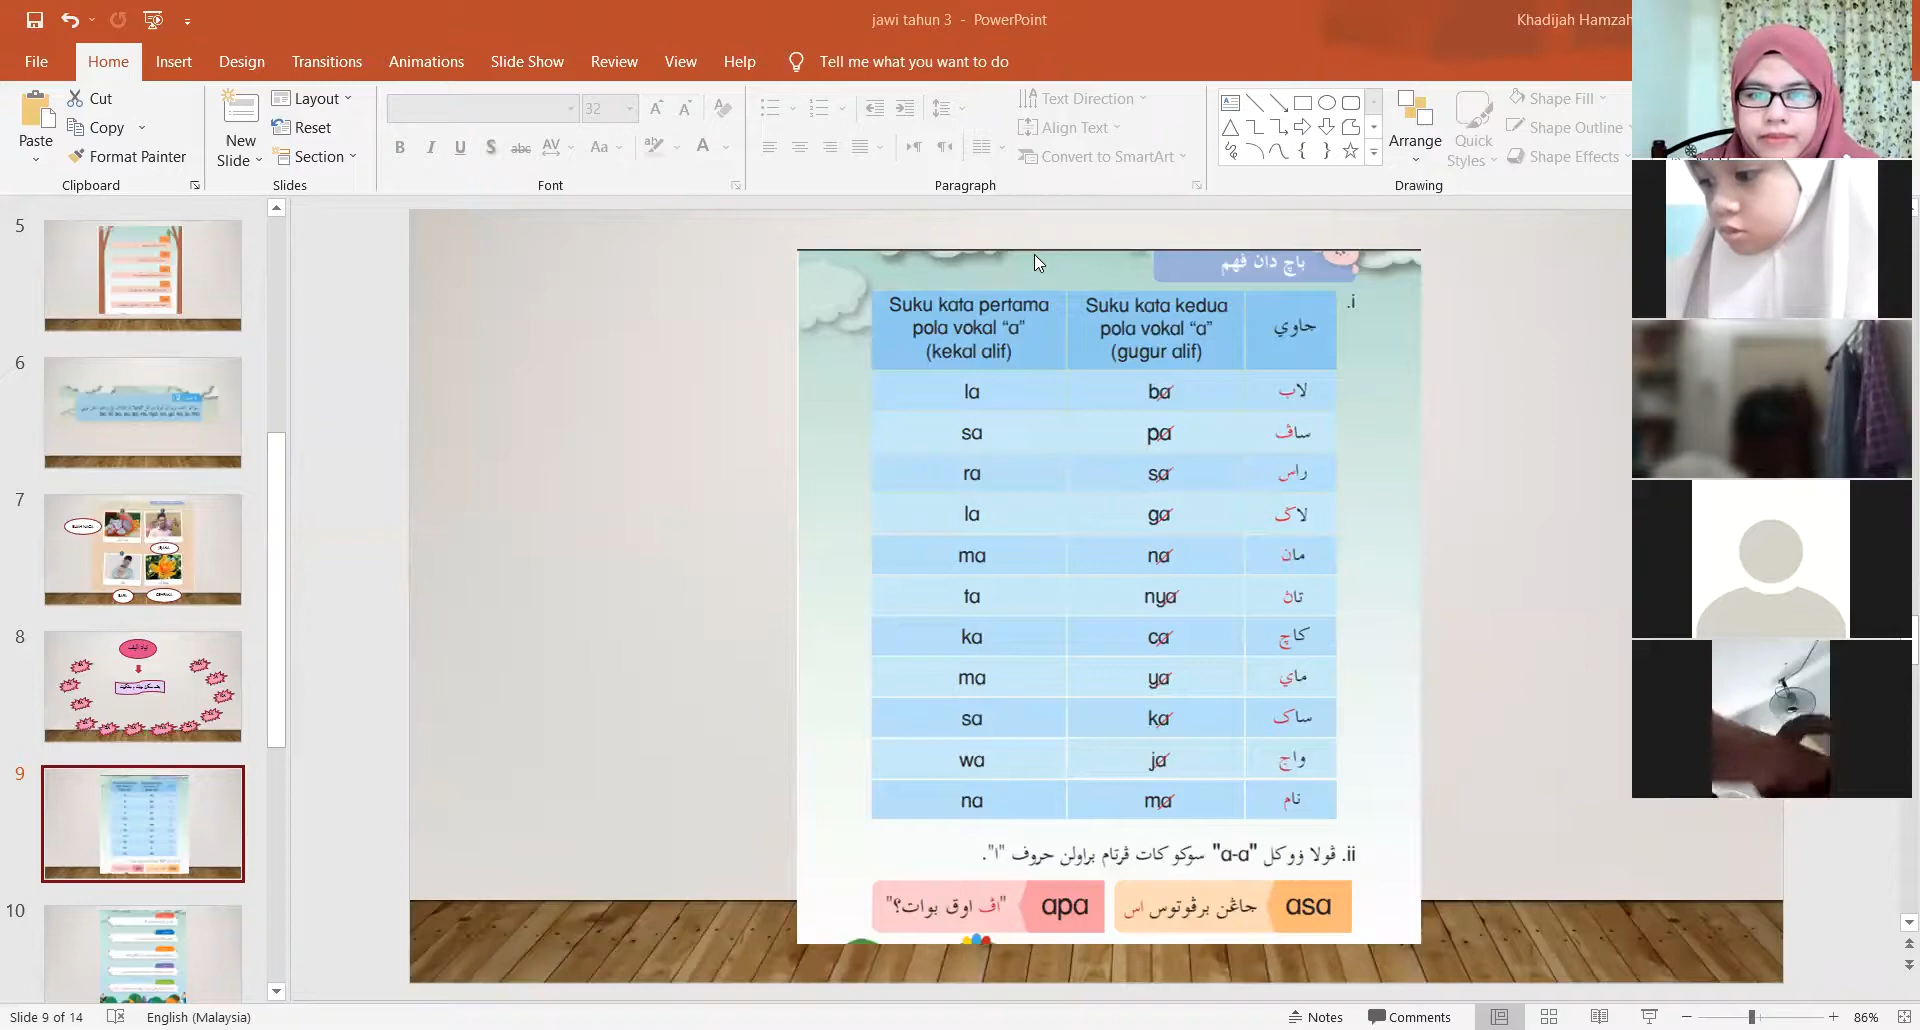 jawi tahun 3 - PowerPoint
Khadijah Hamzah
File
Home
Insert
Design
Transitions
Animations
Slide Show
Review
View
Help
Tell me what you want to do
Paste
Cut
Copy
Format Painter
Clipboard
New Slide
Layout
Reset
Section
Slides
32
Font
Text Direction
Align Text
Convert to SmartArt
Paragraph
Arrange
Quick Styles
Shape Fill
Shape Outline
Shape Effects
Drawing
5
6
7
8
9
10
باچ دان فهم
i.
Suku kata pertama pola vokal “a” (kekal alif)
Suku kata kedua pola vokal “a” (gugur alif)
جاوي
la ba لاب
sa pa ساڤ
ra sa راس
la ga لاݢ
ma na مان
ta nya تاڽ
ka ca كاچ
ma ya ماي
sa ka ساک
wa ja واج
na ma نام
ii. ڤولا ۏوكل "a-a" سوكو كات ڤرتام براولن حروف "ا".
asa جاڠن برڤوتوس اس
apa "اڤ اوق بوات؟"
Slide 9 of 14
English (Malaysia)
Notes
Comments
86%